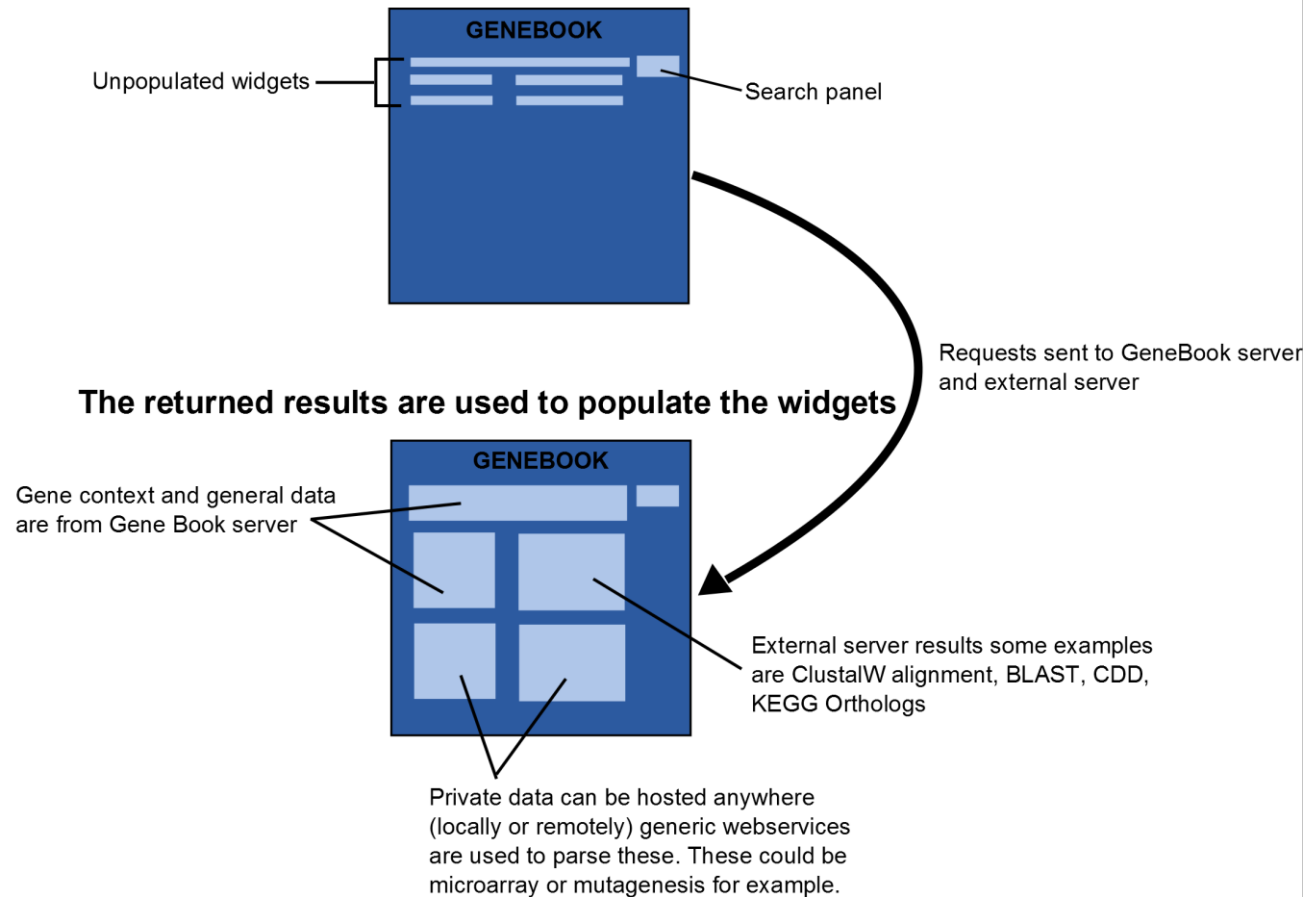 GENEBOOK
Unpopulated widgets
Search panel
Requests sent to GeneBook server
and external server
The returned results are used to populate the widgets
GENEBOOK
Gene context and general data
are from Gene Book server
External server results some examples
are ClustalW alignment, BLAST, CDD,
KEGG Orthologs
Private data can be hosted anywhere
(locally or remotely) generic webservices
are used to parse these. These could be
microarray or mutagenesis for example.